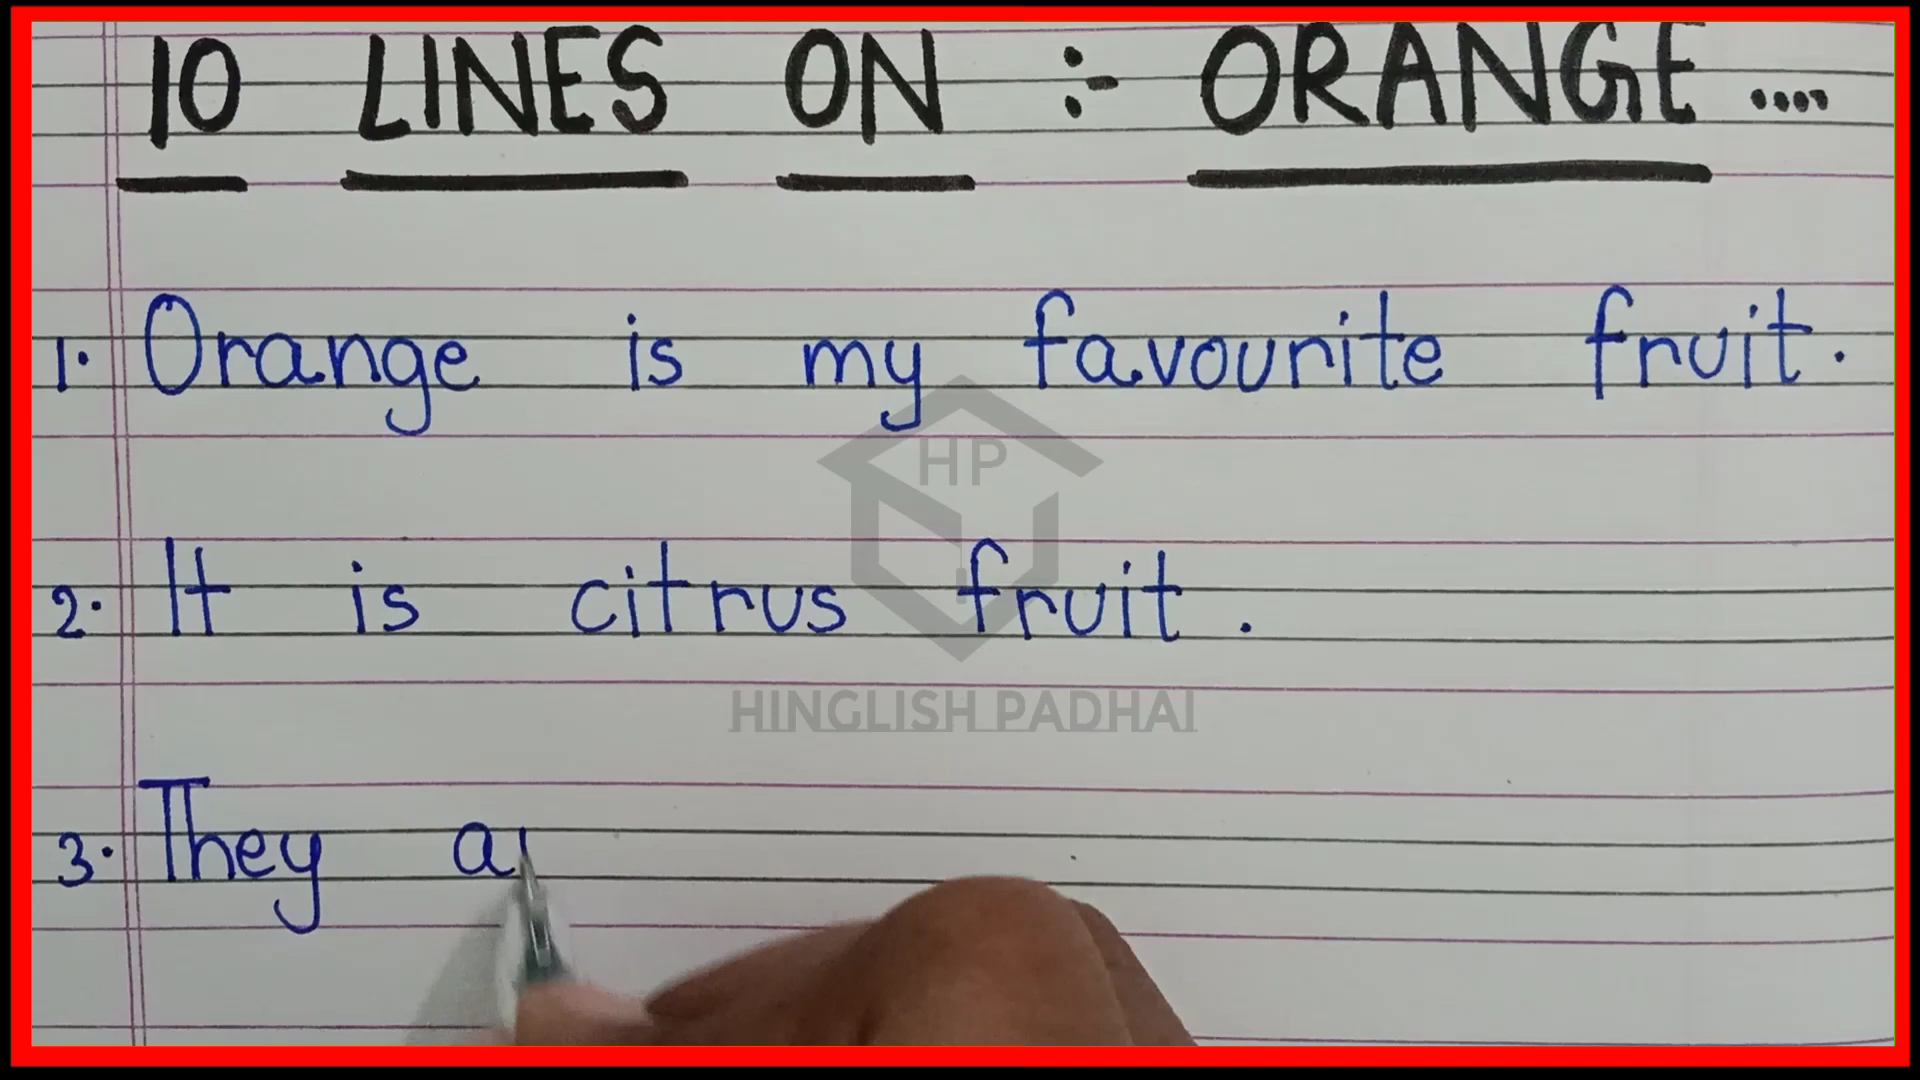 10 LINES ON :- ORANGE ....
1. Orange is my favourite fruit.
HP
2. It is citrus fruit.
HINGLISH PADHAI
3. They